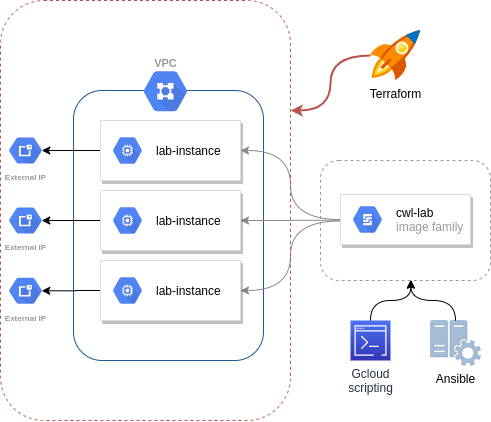 VPC
Terraform
lab-instance
External IP
lab-instance
External IP
lab-instance
External IP
cwl-lab
image family
Gcloud
scripting
Ansible